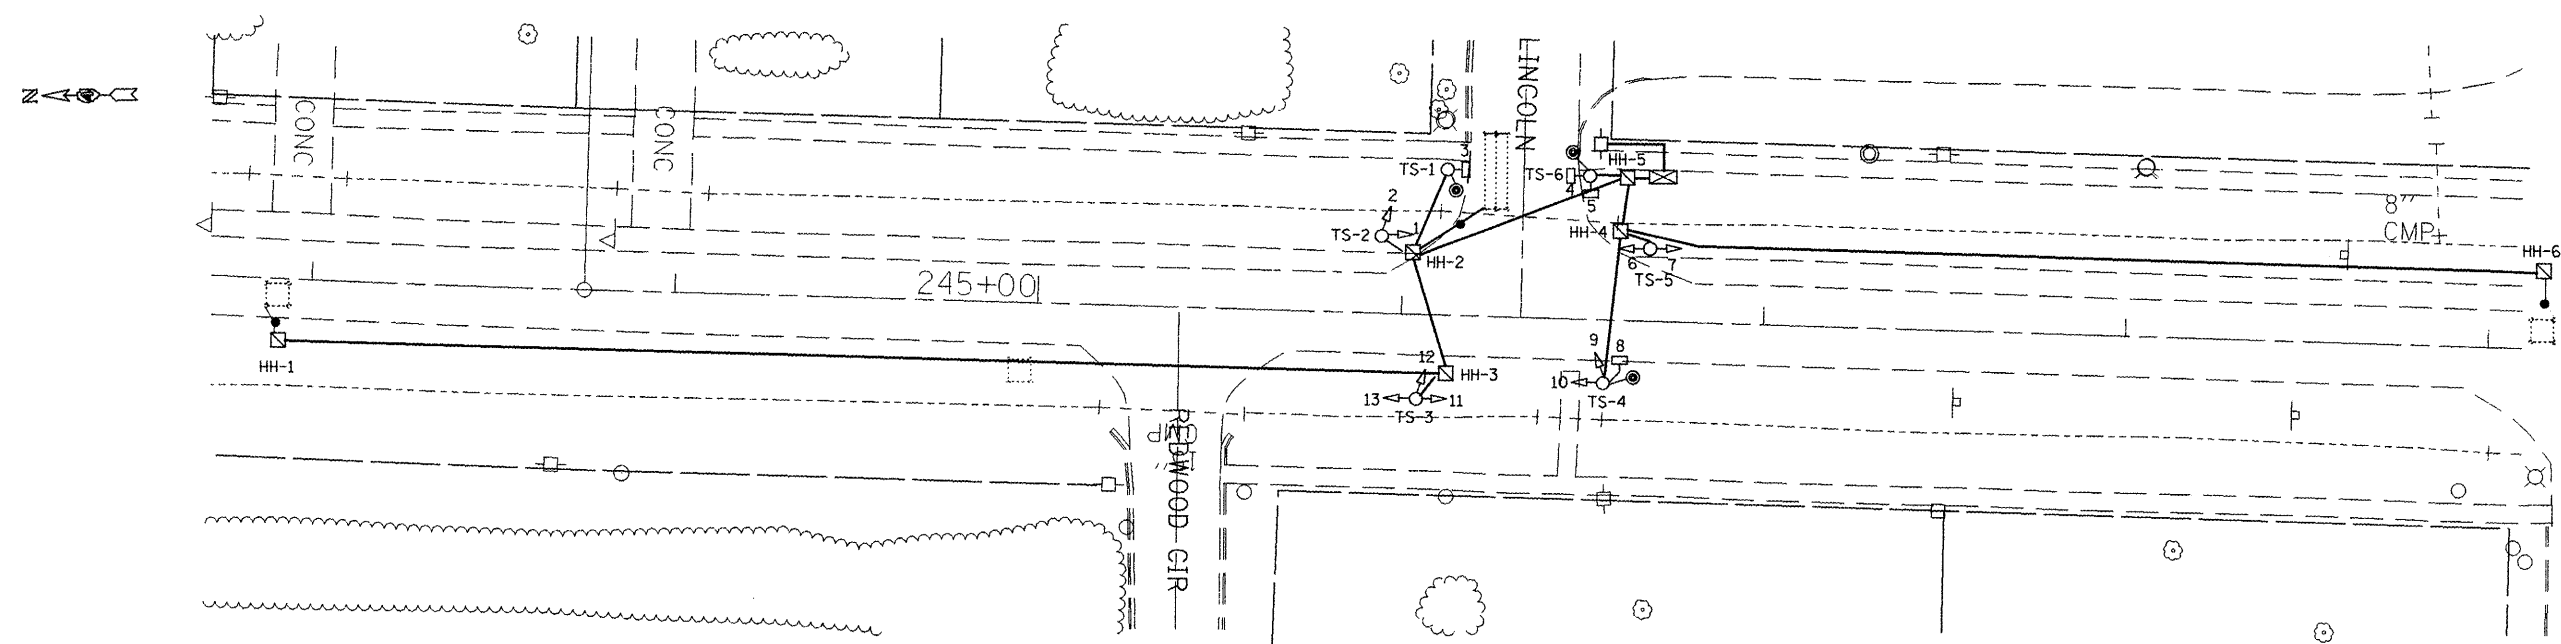 N
CONC
CONC
LINCOLN
3
TS-1
HH-5
TS-6
4
5
2
TS-2
1
HH-2
HH-4
6
7
TS-5
8"
CMP
HH-6
245+00
HH-1
12
HH-3
13
11
TS-3
9
8
10
TS-4
REDWOOD CIR
CMP